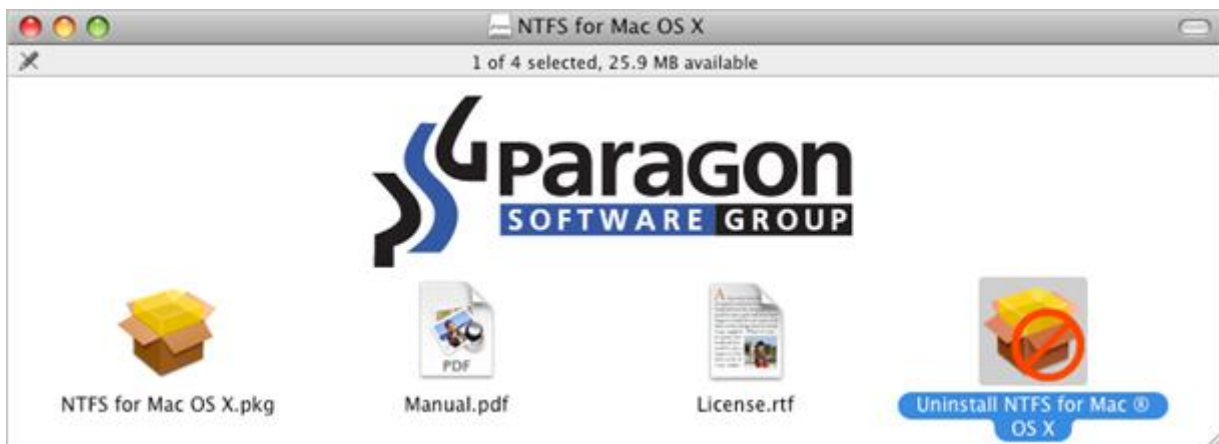 NTFS for Mac OS X
1 of 4 selected, 25.9 MB available
Paragon
SOFTWARE GROUP
PDF
NTFS for Mac OS X.pkg
Manual.pdf
License.rtf
Uninstall NTFS for Mac ®
OS X